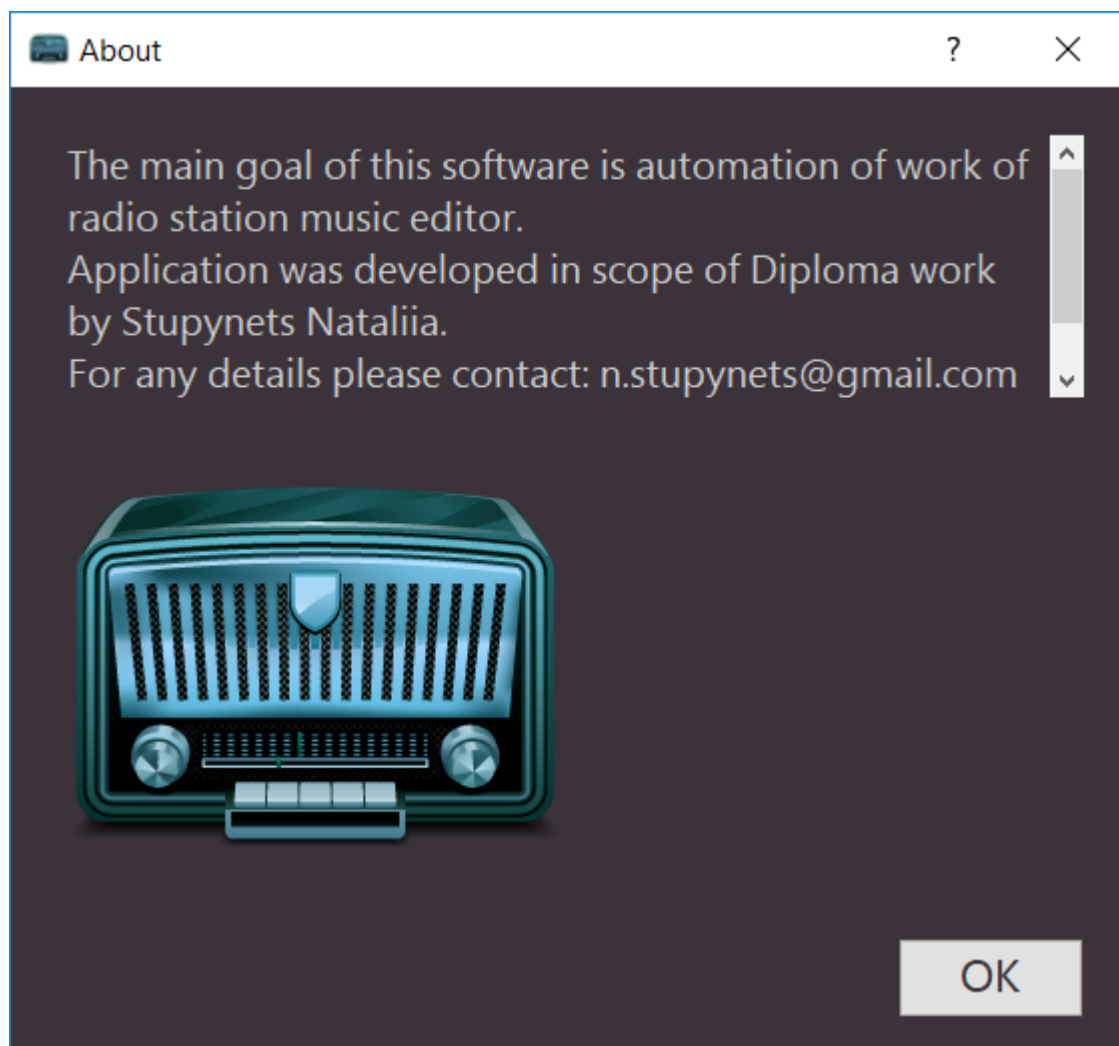 About
The main goal of this software is automation of work of
radio station music editor.
Application was developed in scope of Diploma work
by Stupynets Nataliia.
For any details please contact: n.stupynets@gmail.com
OK